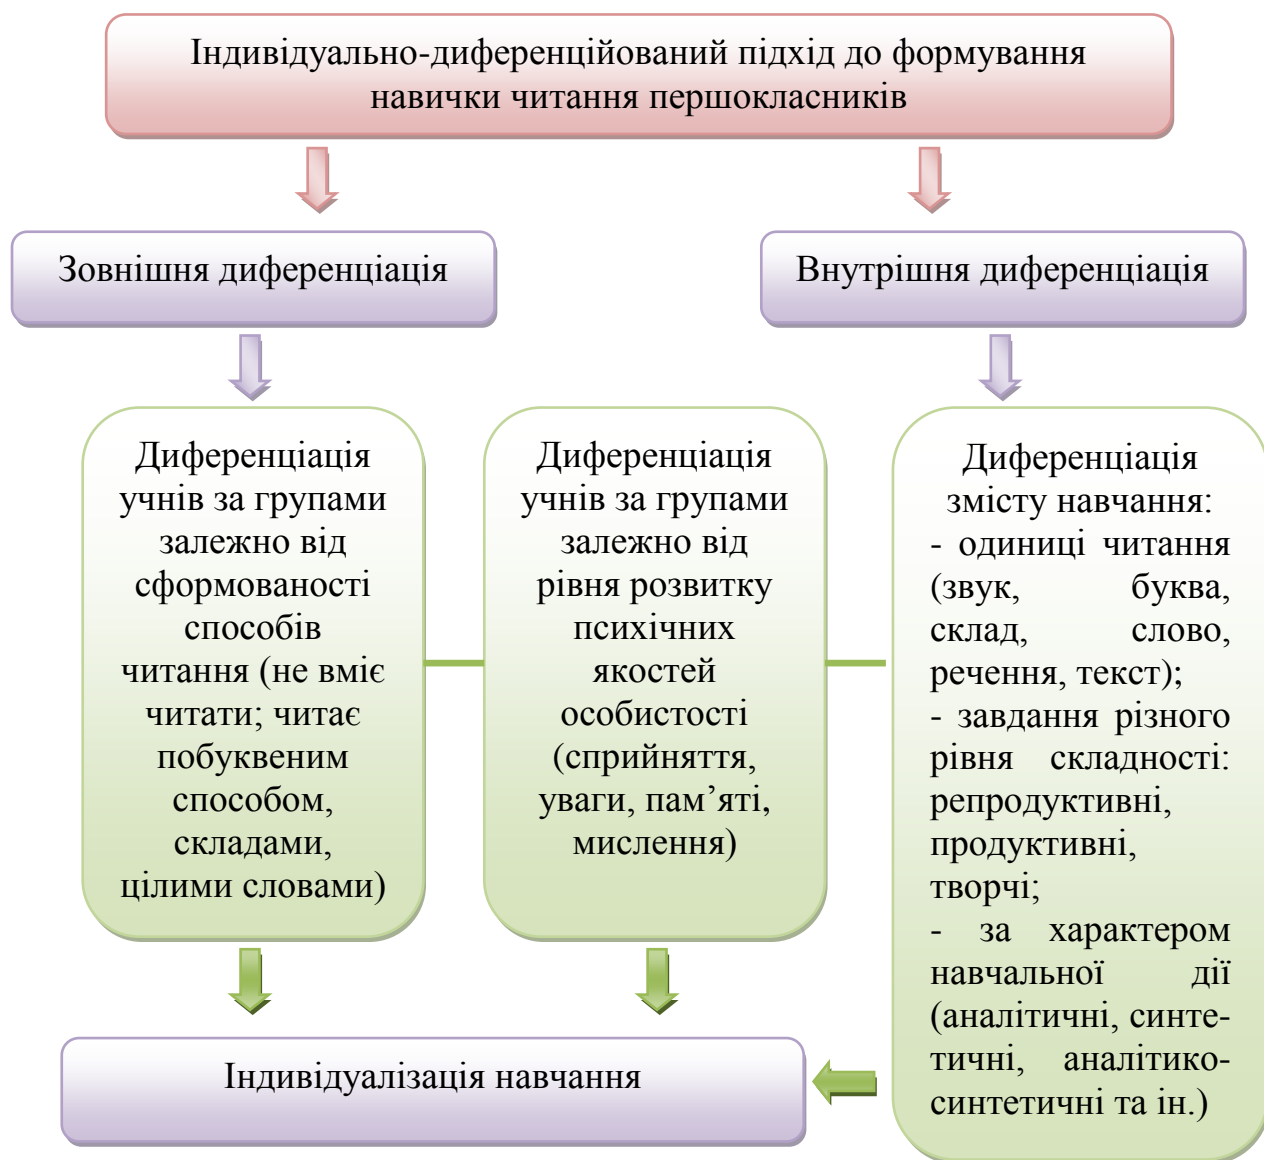 Індивідуально-диференційований підхід до формування
навички читання першокласників
Зовнішня диференціація
Внутрішня диференціація
Диференціація
учнів за групами
залежно від
сформованості
способів
читання (не вміє
читати; читає
побуквеним
способом,
складами,
цілими словами)
Диференціація
учнів за групами
залежно від
рівня розвитку
психічних
якостей
особистості
(сприйняття,
уваги, пам’яті,
мислення)
Диференціація
змісту навчання:
- одиниці читання
(звук, буква,
склад, слово,
речення, текст);
- завдання різного
рівня складності:
репродуктивні,
продуктивні,
творчі;
- за характером
навчальної дії
(аналітичні, синте-
тичні, аналітико-
синтетичні та ін.)
Індивідуалізація навчання